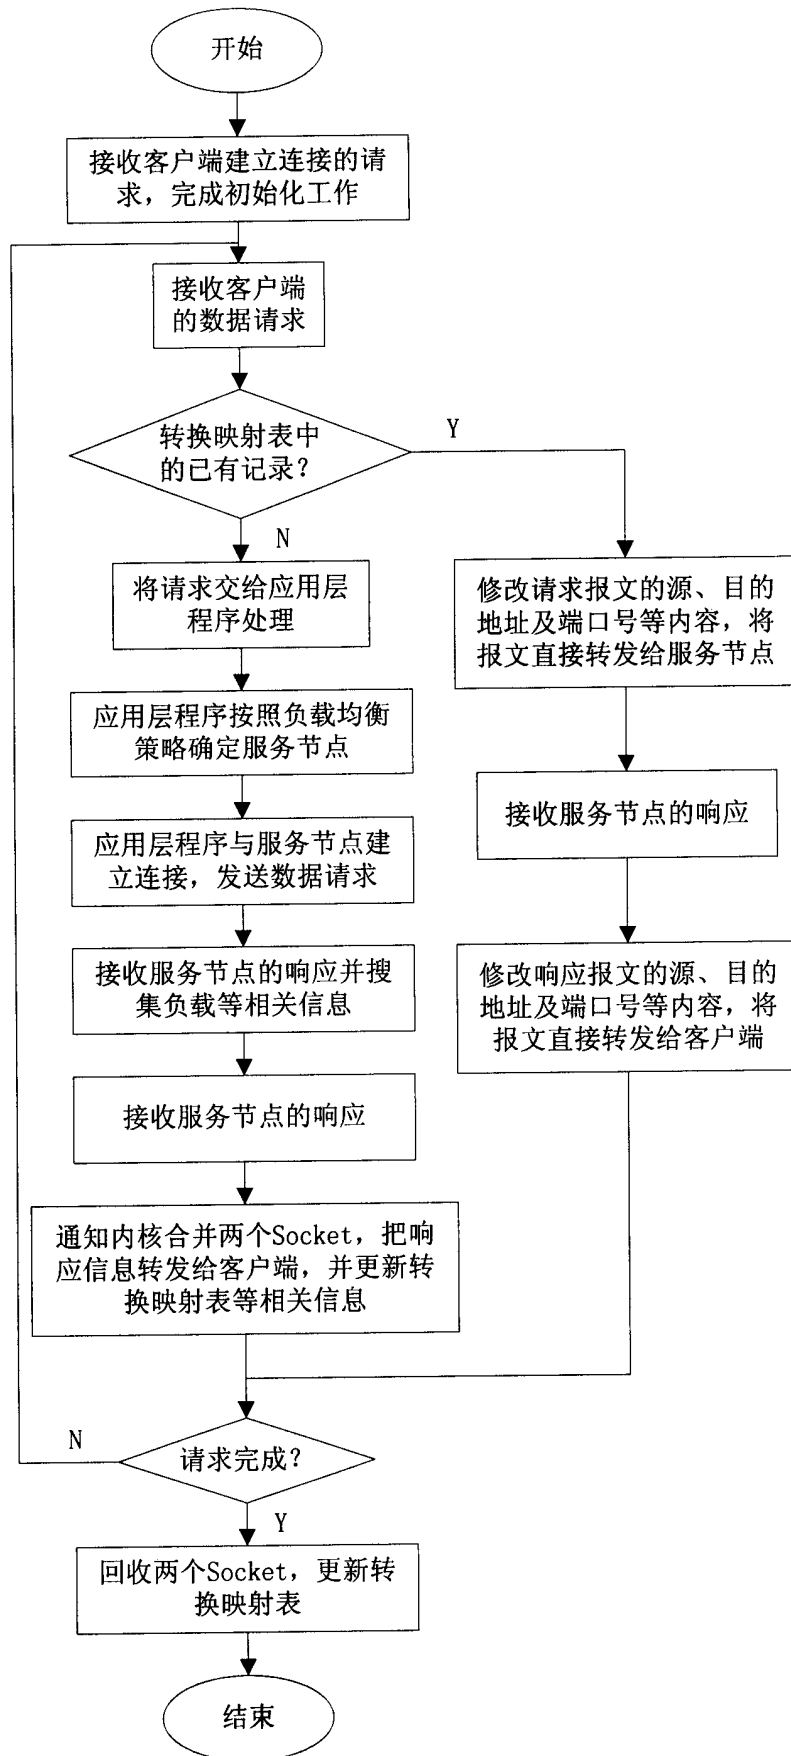 开始
接收客户端建立连接的请
求，完成初始化工作
接收客户端
的数据请求
转换映射表中
的已有记录？
Y
N
将请求交给应用层
程序处理
应用层程序按照负载均衡
策略确定服务节点
应用层程序与服务节点建
立连接，发送数据请求
接收服务节点的响应并搜
集负载等相关信息
接收服务节点的响应
通知内核合并两个Socket，把响
应信息转发给客户端，并更新转
换映射表等相关信息
修改请求报文的源、目的
地址及端口号等内容，将
报文直接转发给服务节点
接收服务节点的响应
修改响应报文的源、目的
地址及端口号等内容，将
报文直接转发给客户端
N
请求完成？
Y
回收两个Socket，更新转
换映射表
结束